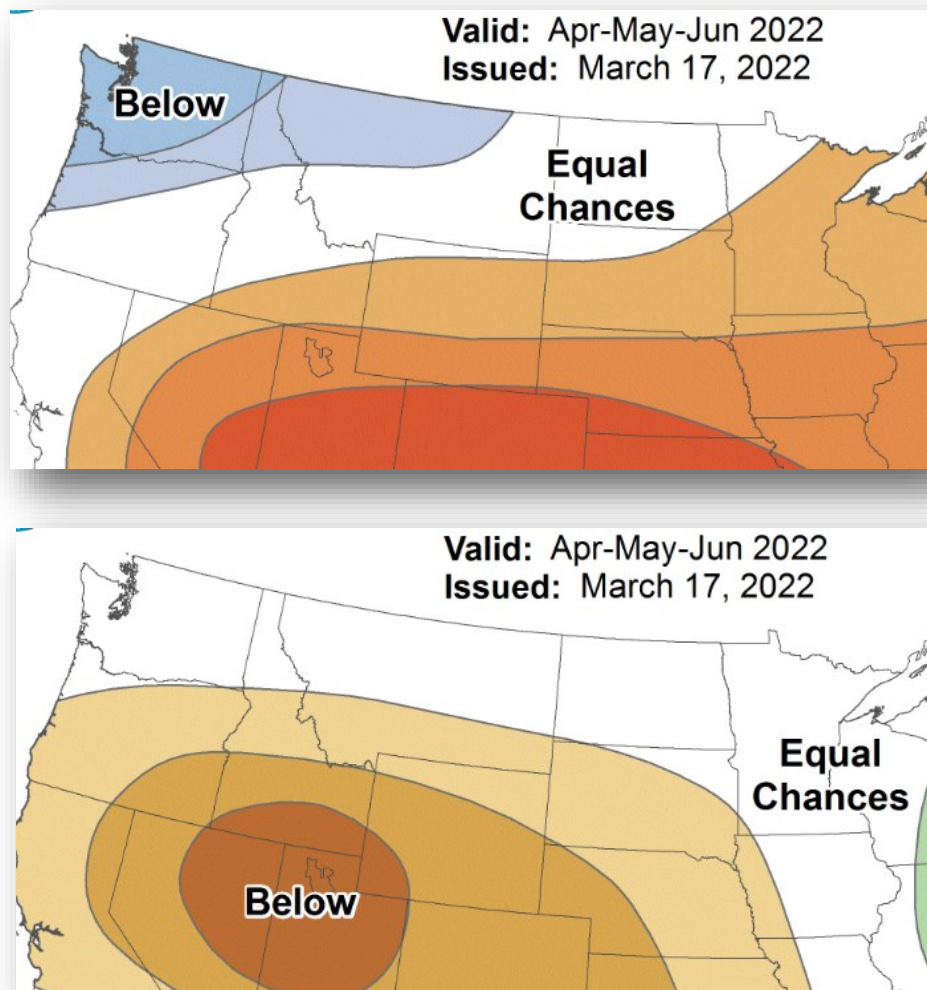 Valid: Apr-May-Jun 2022
Issued: March 17, 2022
Below
Equal
Chances
Valid: Apr-May-Jun 2022
Issued: March 17, 2022
Equal
Chances
Below